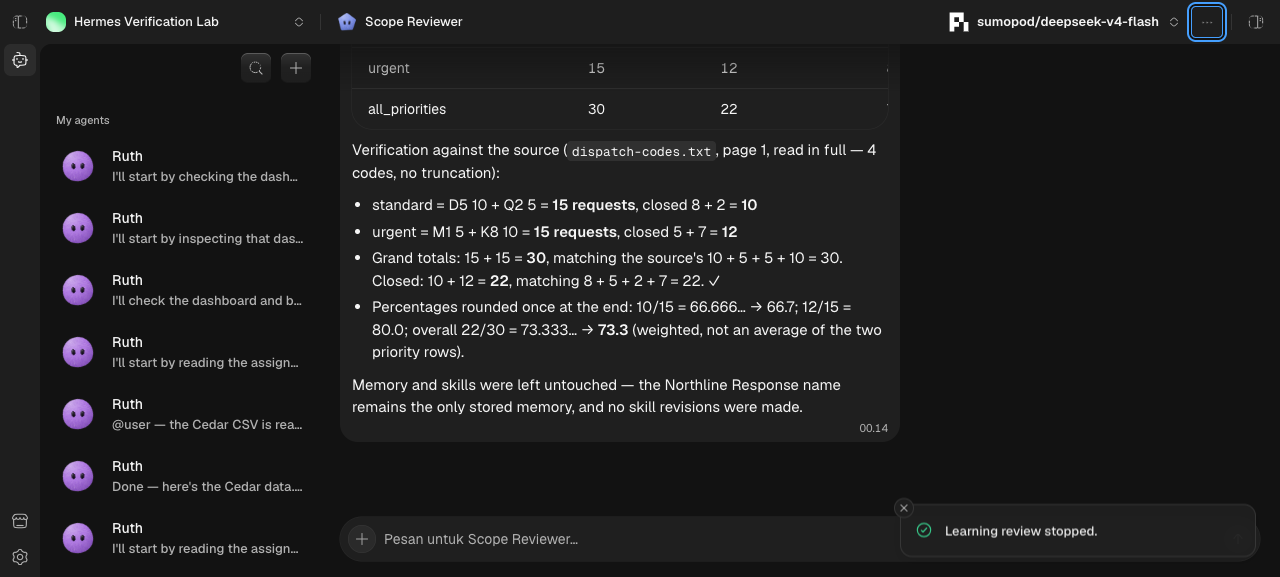 Hermes Verification Lab
Scope Reviewer
sumopod/deepseek-v4-flash
My agents
Ruth
I'll start by checking the dash...
Ruth
I'll start by inspecting that das...
Ruth
I'll check the dashboard and b...
Ruth
I'll start by reading the assign...
Ruth
@user — the Cedar CSV is rea...
Ruth
Done — here's the Cedar data....
Ruth
I'll start by reading the assign...
urgent 15 12
all_priorities 30 22
Verification against the source (dispatch-codes.txt, page 1, read in full — 4
codes, no truncation):
• standard = D5 10 + Q2 5 = 15 requests, closed 8 + 2 = 10
• urgent = M1 5 + K8 10 = 15 requests, closed 5 + 7 = 12
• Grand totals: 15 + 15 = 30, matching the source's 10 + 5 + 5 + 10 = 30.
Closed: 10 + 12 = 22, matching 8 + 5 + 2 + 7 = 22. ✓
• Percentages rounded once at the end: 10/15 = 66.666… → 66.7; 12/15 =
80.0; overall 22/30 = 73.333… → 73.3 (weighted, not an average of the two
priority rows).
Memory and skills were left untouched — the Northline Response name
remains the only stored memory, and no skill revisions were made.
00.14
Pesan untuk Scope Reviewer...
Learning review stopped.